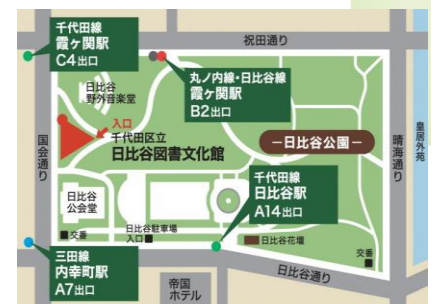 千代田線
霞ヶ関駅
C4出口
祝田通り
丸ノ内線・日比谷線
霞ヶ関駅
B2出口
日比谷
野外音楽堂
入口
千代田区立
日比谷図書文化館
日比谷公園
国会通り
晴海通り
皇居外苑
千代田線
日比谷駅
A14出口
日比谷
公会堂
交番
日比谷駐車場
入口
日比谷花壇
交番
三田線
内幸町駅
A7出口
帝国
ホテル
日比谷通り